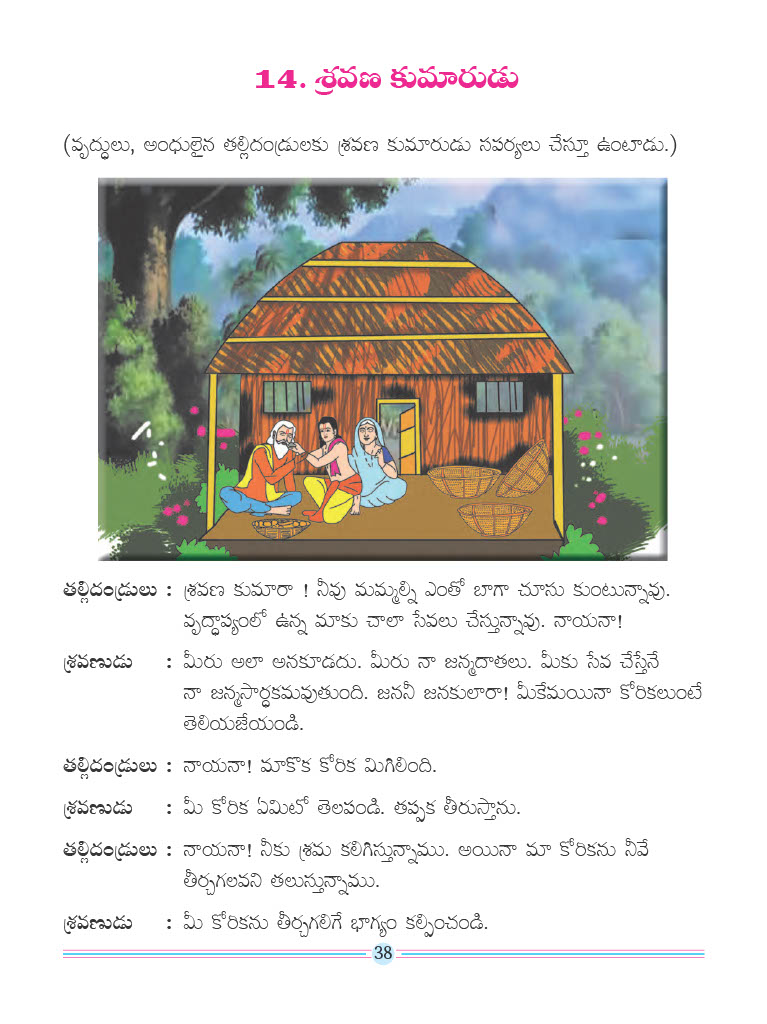 14. శ్రవణ కుమారుడు
(వృద్ధులు, అంధులైన తల్లిదండ్రులకు శ్రవణ కుమారుడు సపర్యలు చేస్తూ ఉంటాడు.)
తల్లిదండ్రులు : శ్రవణ కుమారా ! నీవు మమ్మల్ని ఎంతో బాగా చూసు కుంటున్నావు.
వృద్ధాప్యంలో ఉన్న మాకు చాలా సేవలు చేస్తున్నావు. నాయనా!
శ్రవణుడు : మీరు అలా అనకూడదు. మీరు నా జన్మదాతలు. మీకు సేవ చేస్తేనే
నా జన్మసార్థకమవుతుంది. జననీ జనకులారా! మీకేమయినా కోరికలుంటే
తెలియజేయండి.
తల్లిదండ్రులు : నాయనా! మాకొక కోరిక మిగిలింది.
శ్రవణుడు : మీ కోరిక ఏమిటో తెలపండి. తప్పక తీరుస్తాను.
తల్లిదండ్రులు : నాయనా! నీకు శ్రమ కలిగిస్తున్నాము. అయినా మా కోరికను నీవే
తీర్చగలవని తలుస్తున్నాము.
శ్రవణుడు : మీ కోరికను తీర్చగలిగే భాగ్యం కల్పించండి.
38